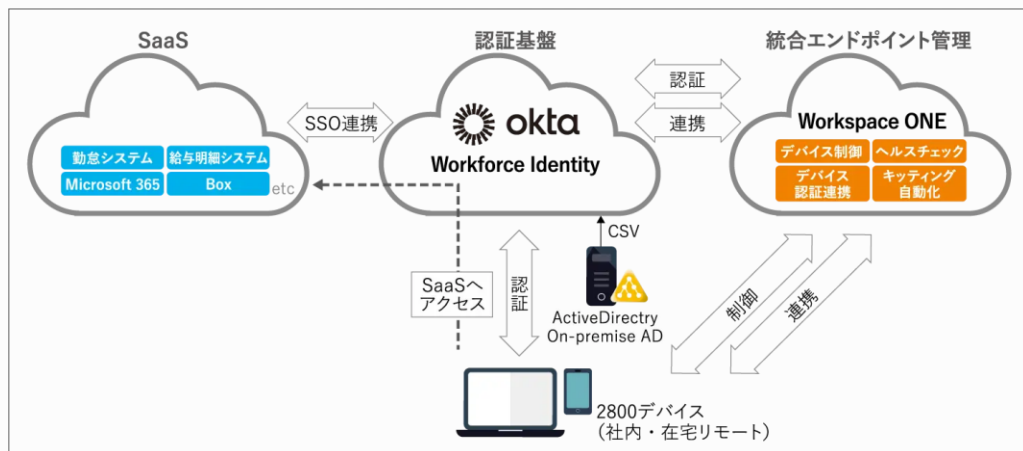 SaaS
認証基盤
統合エンドポイント管理
勤怠システム
給与明細システム
Microsoft 365
Box
etc
SSO連携
okta
Workforce Identity
認証
連携
Workspace ONE
デバイス制御
ヘルスチェック
デバイス
認証連携
キッティング
自動化
SaaSへ
アクセス
認証
CSV
ActiveDirectry
On-premise AD
制御
連携
2800デバイス
（社内・在宅リモート）